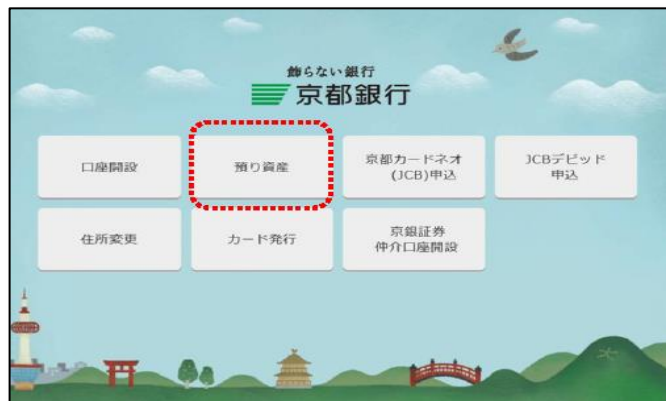 飾らない銀行
京都銀行
口座開設
預り資産
京都カードネオ
(JCB)申込
JCBデビッド
申込
住所変更
カード発行
京銀証券
仲介口座開設